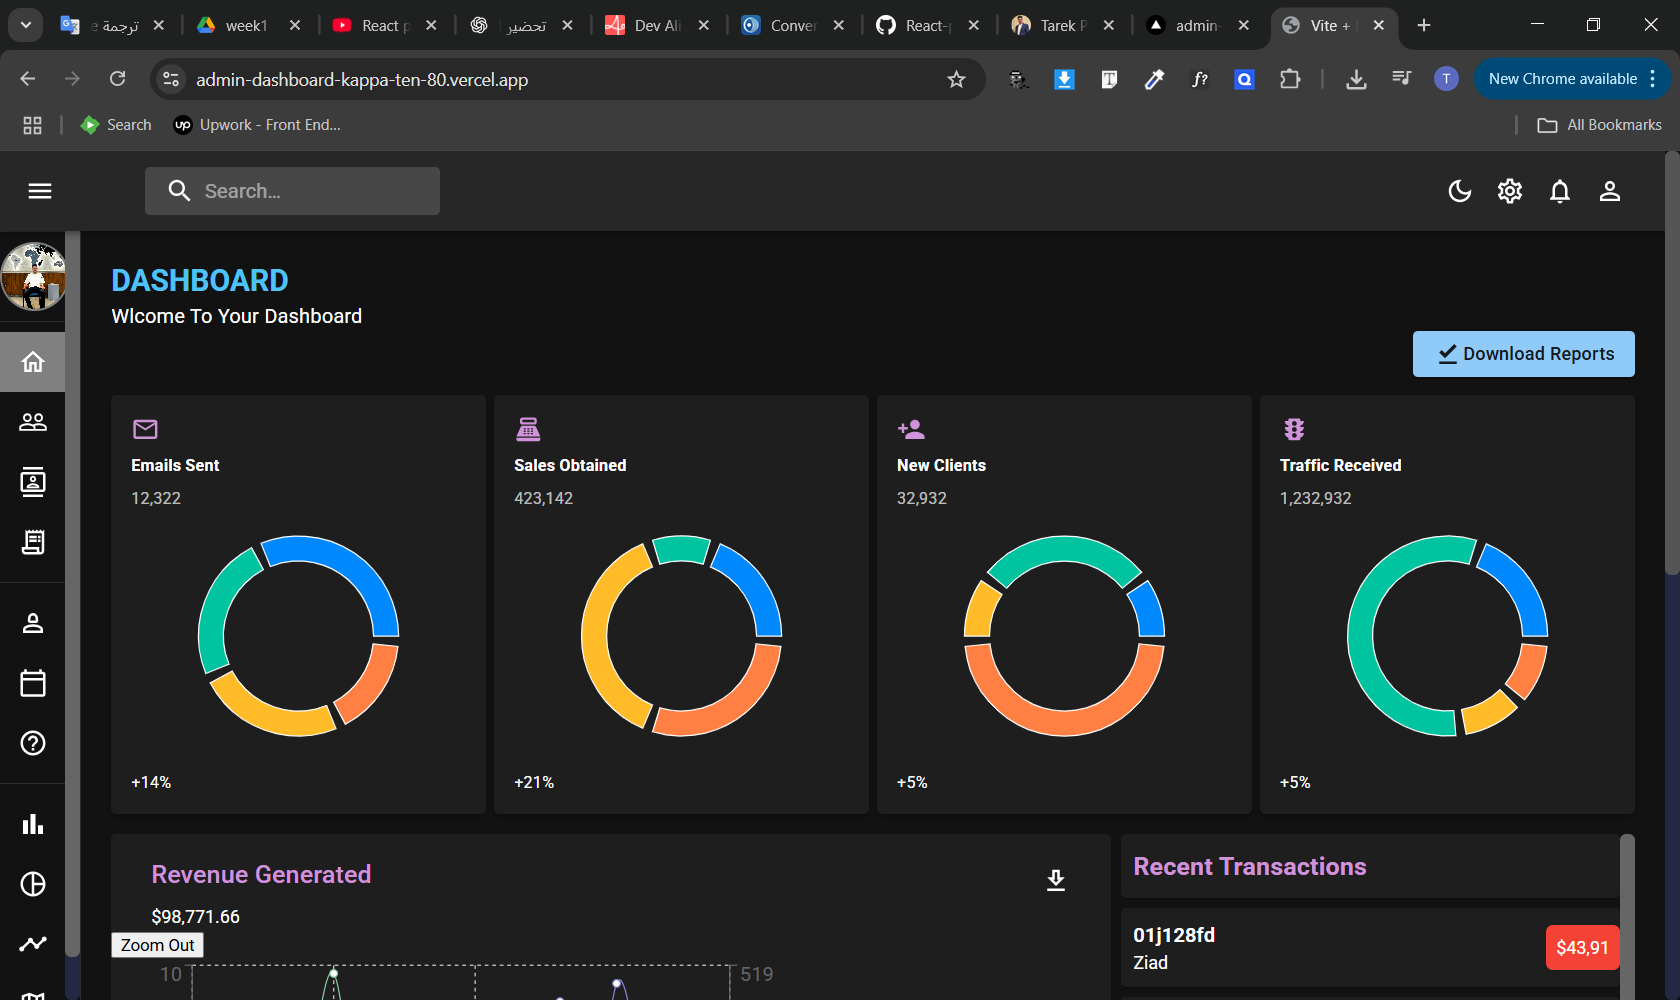 ترجمة e
week1
React p
تحضير ا
Dev Ali
Conver
React-p
Tarek P
admin-
Vite +
admin-dashboard-kappa-ten-80.vercel.app
f?
T
New Chrome available
Search
up
Upwork - Front End...
All Bookmarks
Search...
DASHBOARD
Wlcome To Your Dashboard
Download Reports
Emails Sent
12,322
+14%
Sales Obtained
423,142
+21%
New Clients
32,932
+5%
Traffic Received
1,232,932
+5%
Revenue Generated
$98,771.66
Zoom Out
10
519
Recent Transactions
01j128fd
Ziad
$43,91